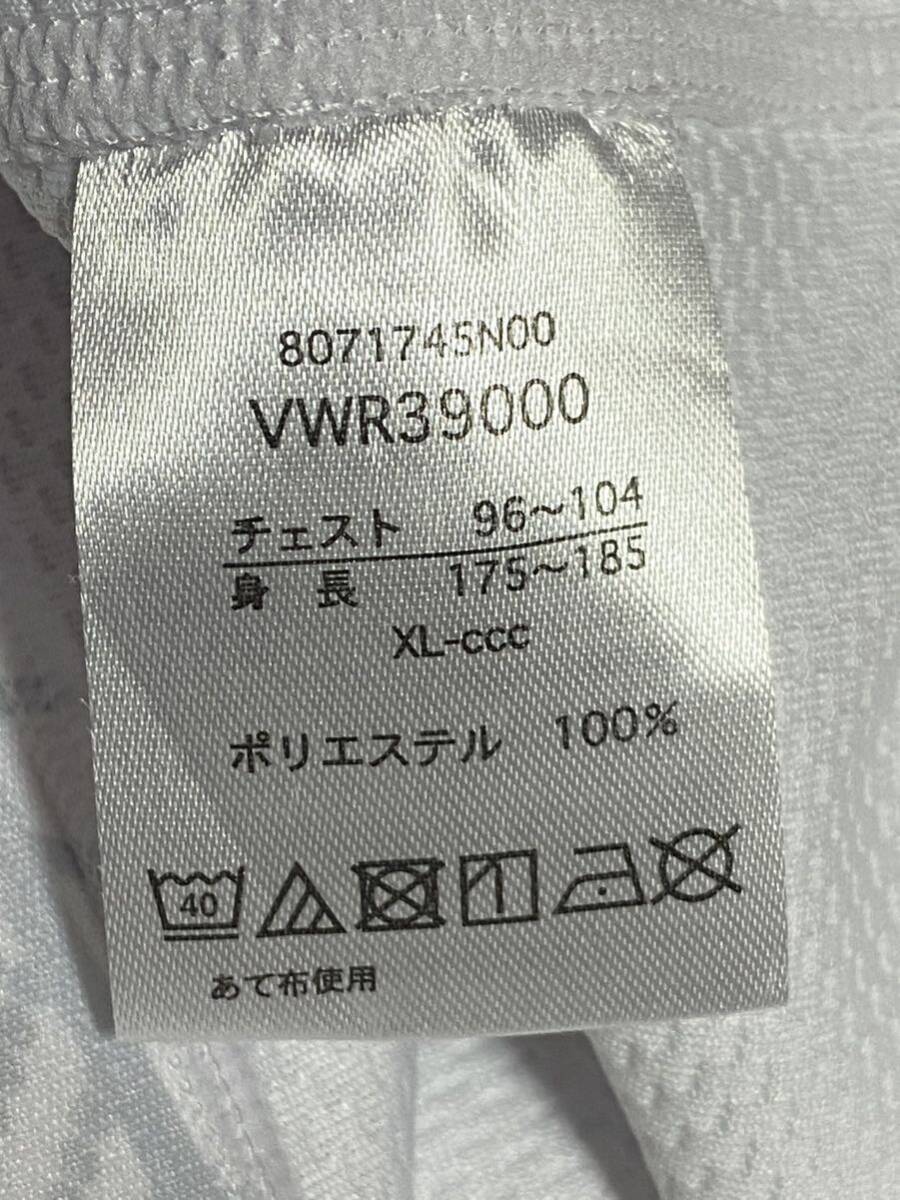 8071745N00
VWR39000
チェスト 96~104
身 長 175~185
XL-ccc
ポリエステル 100%
40
あて布使用